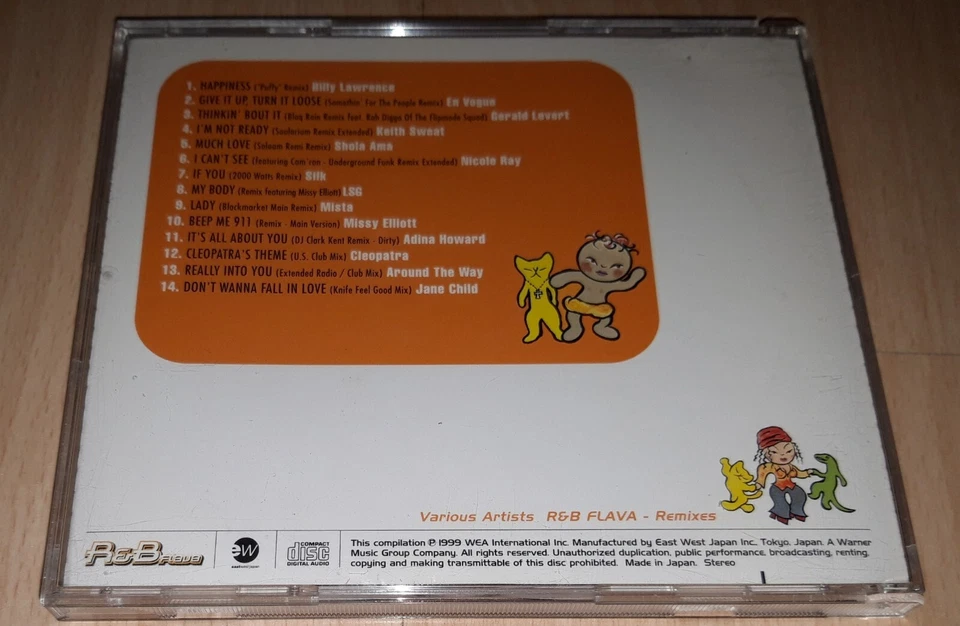 1. HAPPINESS ("Puffy" Remix) Billy Lawrence
2. GIVE IT UP, TURN IT LOOSE (Somethin' For The People Remix) En Vogue
3. THINKIN' BOUT IT (Blaq Rain Remix feat. Rah Digga Of The Flipmode Squad) Gerald Levert
4. I'M NOT READY (Soularium Remix Extended) Keith Sweat
5. MUCH LOVE (Remix) Shola Ama
6. I CAN'T SEE (featuring Cam'ron - Underground Funk Remix Extended) Nicole Ray
7. IF YOU (2000 Watts Remix) Silk
8. MY BODY (Remix featuring Missy Elliott) LSG
9. LADY (Blackmarket Main Remix) Mista
10. BEEP ME 911 (Remix - Main Version) Missy Elliott
11. IT'S ALL ABOUT YOU (DJ Clark Kent Remix - Dirty) Adina Howard
12. CLEOPATRA'S THEME (U.S. Club Mix) Cleopatra
13. REALLY INTO YOU (Extended Radio / Club Mix) Around The Way
14. DON'T WANNA FALL IN LOVE (Knife Feel Good Mix) Jane Child
Various Artists R&B FLAVA - Remixes
R&B FLAVA
ew
eastwest japan
COMPACT
disc
DIGITAL AUDIO
This compilation ℗ 1999 WEA International Inc. Manufactured by East West Japan Inc. Tokyo, Japan. A Warner
Music Group Company. All rights reserved. Unauthorized duplication, public performance, broadcasting, renting,
copying and making transmittable of this disc prohibited. Made in Japan. Stereo